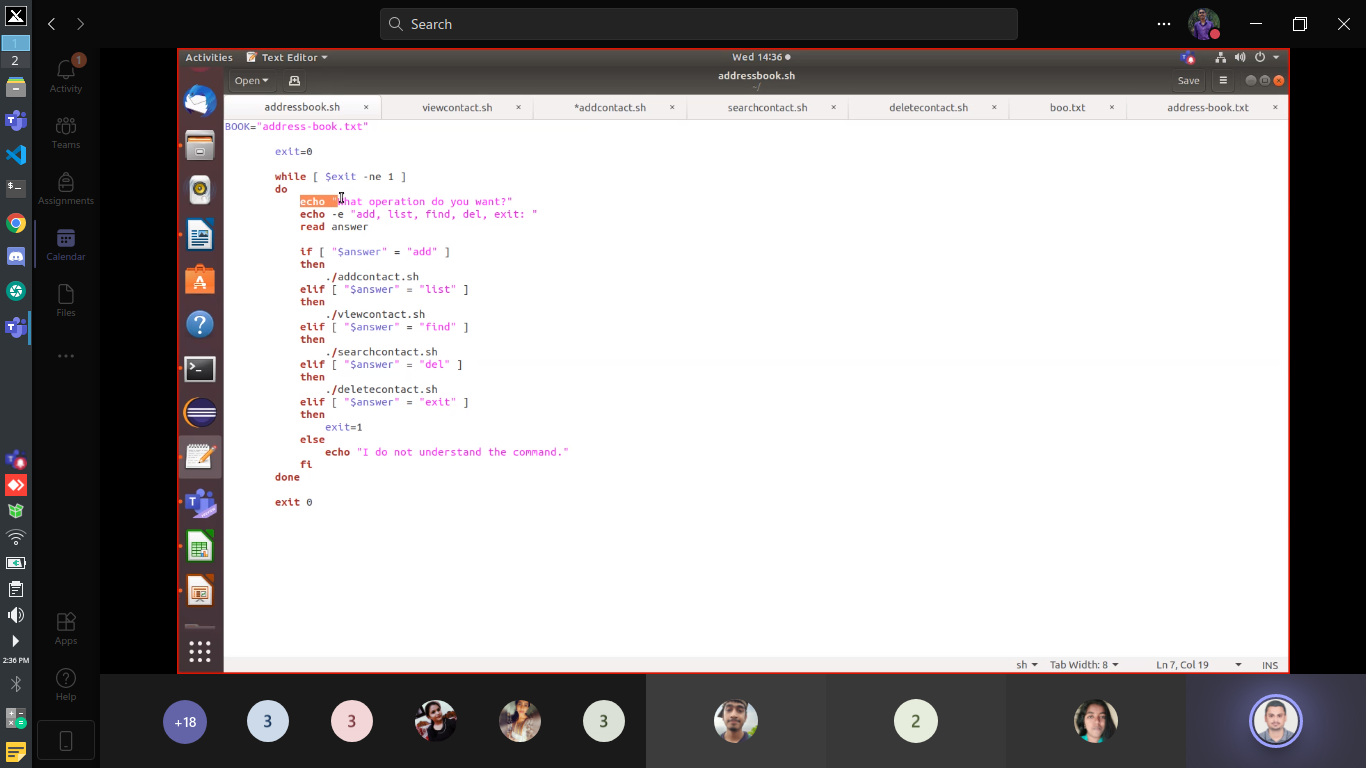 Search
1
2
1
Activity
Teams
Assignments
Calendar
Files
Apps
Help
2:36 PM
Activities
Text Editor
Wed 14:36
Open
addressbook.sh
~/
Save
addressbook.sh × viewcontact.sh × *addcontact.sh × searchcontact.sh × deletecontact.sh × boo.txt × address-book.txt ×
BOOK="address-book.txt"
exit=0
while [ $exit -ne 1 ]
do
echo "What operation do you want?"
echo -e "add, list, find, del, exit: "
read answer
if [ "$answer" = "add" ]
then
./addcontact.sh
elif [ "$answer" = "list" ]
then
./viewcontact.sh
elif [ "$answer" = "find" ]
then
./searchcontact.sh
elif [ "$answer" = "del" ]
then
./deletecontact.sh
elif [ "$answer" = "exit" ]
then
exit=1
else
echo "I do not understand the command."
fi
done
exit 0
sh Tab Width: 8 Ln 7, Col 19 INS
+18 3 3 3 2